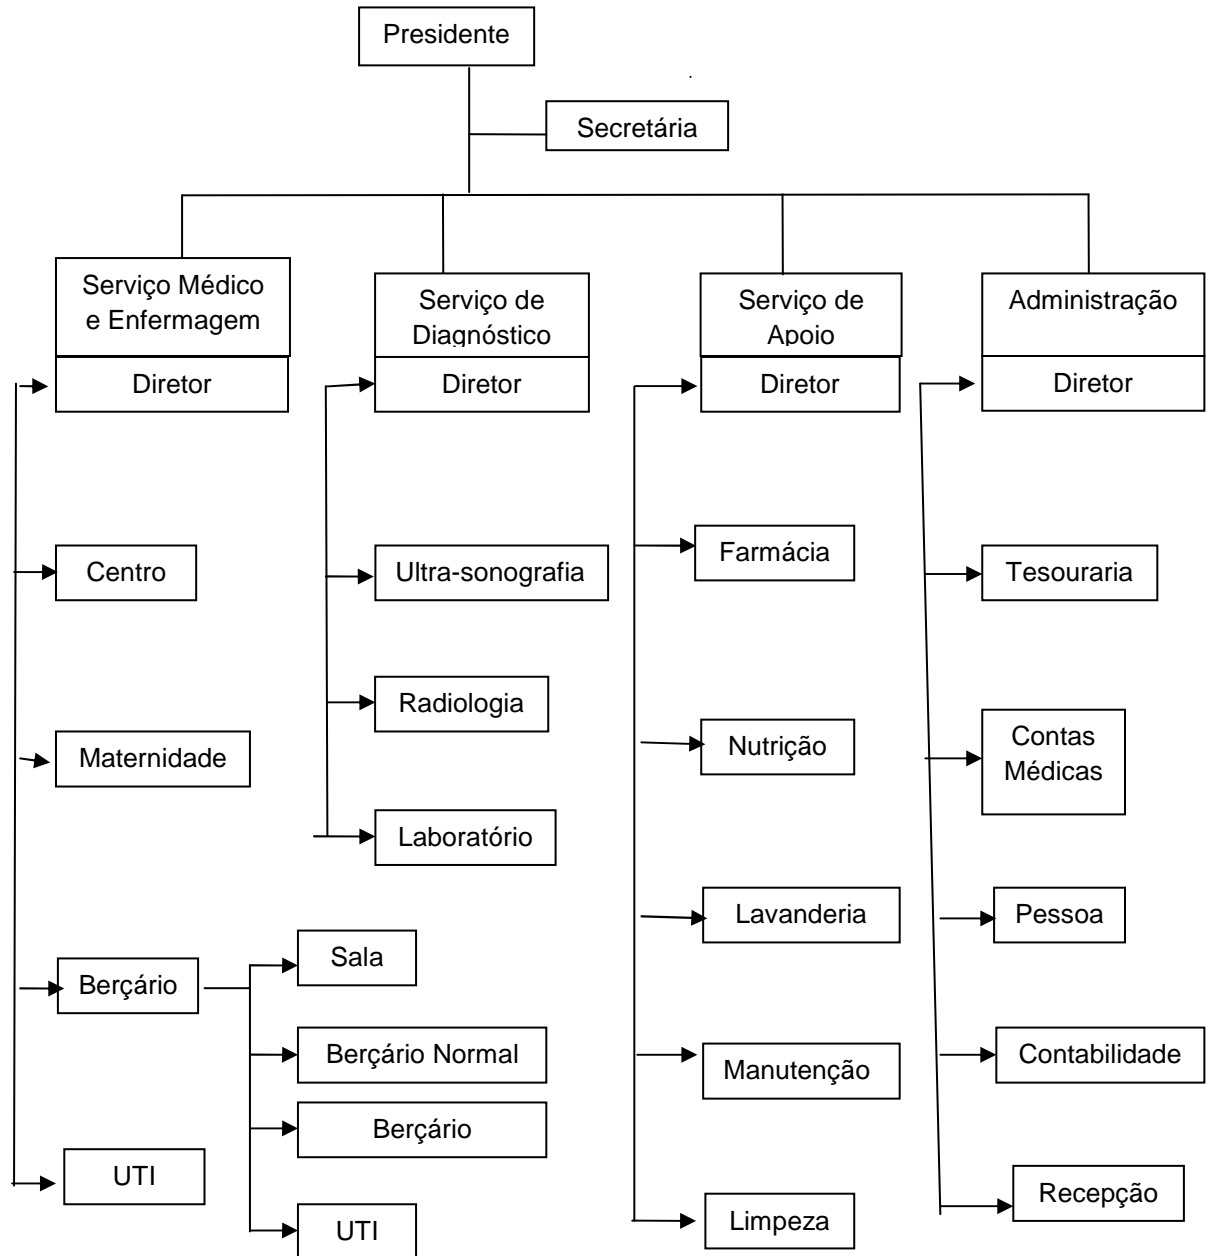 Presidente
Secretária
Serviço Médico
e Enfermagem
Diretor
Serviço de
Diagnóstico
Diretor
Serviço de
Apoio
Diretor
Administração
Diretor
Centro
Maternidade
Berçário
UTI
Sala
Berçário Normal
Berçário
UTI
Ultra-sonografia
Radiologia
Laboratório
Farmácia
Nutrição
Lavanderia
Manutenção
Limpeza
Tesouraria
Contas
Médicas
Pessoa
Contabilidade
Recepção